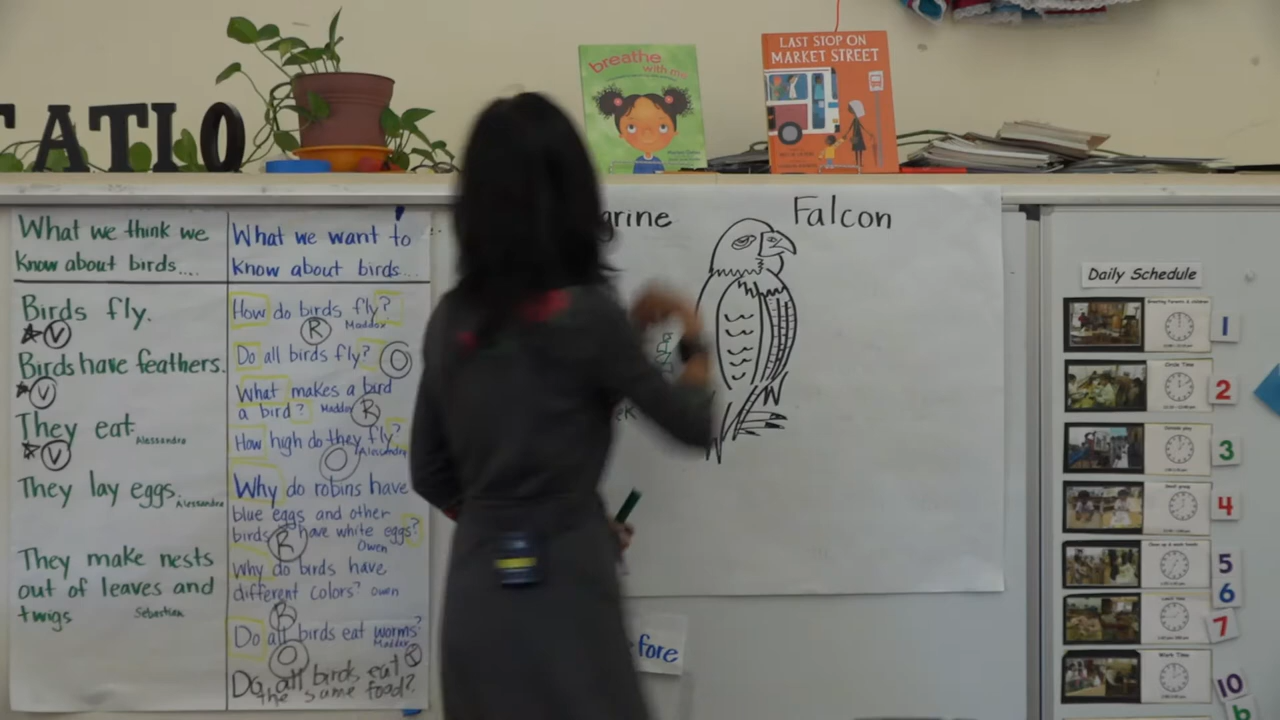 ATIO
breathe
with me
LAST STOP ON
MARKET STREET
What we think we
know about birds....
Birds fly.
V
Birds have feathers.
V
They eat.
Alessandra
V
They lay eggs.
Alessandra
They make nests
out of leaves and
twigs
Sebastian
What we want to
know about birds....
How do birds fly?
R
Maddox
Do all birds fly?
O
What makes a bird
a bird?
Maddox
R
How high do they fly?
Alessandra
O
Why do robins have
blue eggs and other
birds have white eggs?
R
Owen
Why do birds have
different colors? Owen
R
Do all birds eat worms?
Maddox
R
O
Do all birds eat
the same food?
rine
Falcon
fore
Daily Schedule
Circle Time
Work Time
1
2
3
4
5
6
7
10